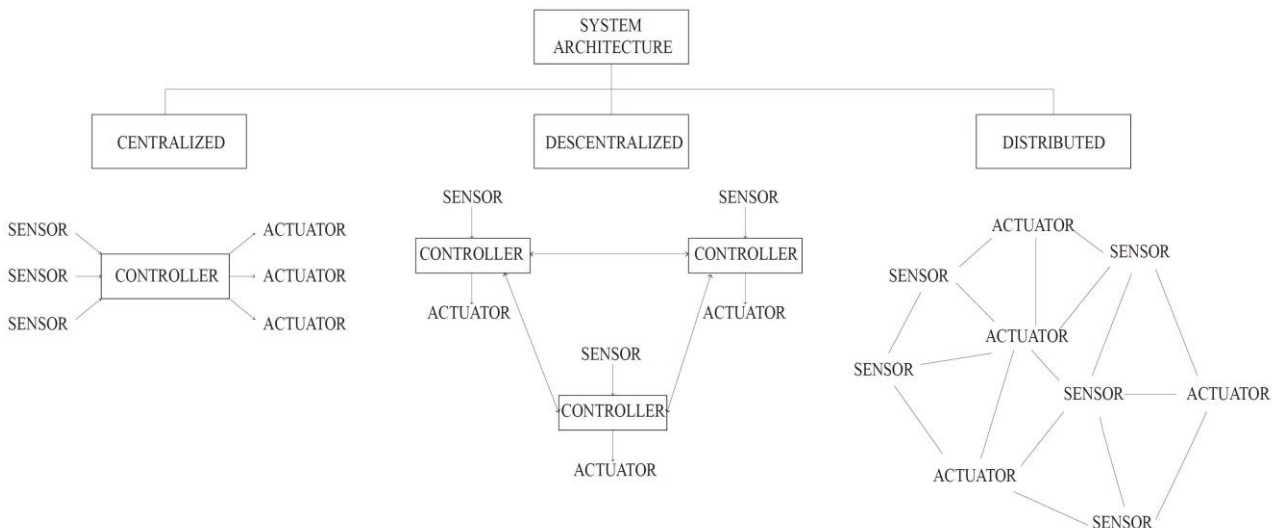 SYSTEM
ARCHITECTURE
CENTRALIZED
DESCENTRALIZED
DISTRIBUTED
SENSOR
SENSOR
SENSOR
CONTROLLER
ACTUATOR
ACTUATOR
ACTUATOR
SENSOR
CONTROLLER
ACTUATOR
SENSOR
CONTROLLER
ACTUATOR
SENSOR
CONTROLLER
ACTUATOR
ACTUATOR
SENSOR
SENSOR
ACTUATOR
SENSOR
SENSOR
ACTUATOR
ACTUATOR
SENSOR